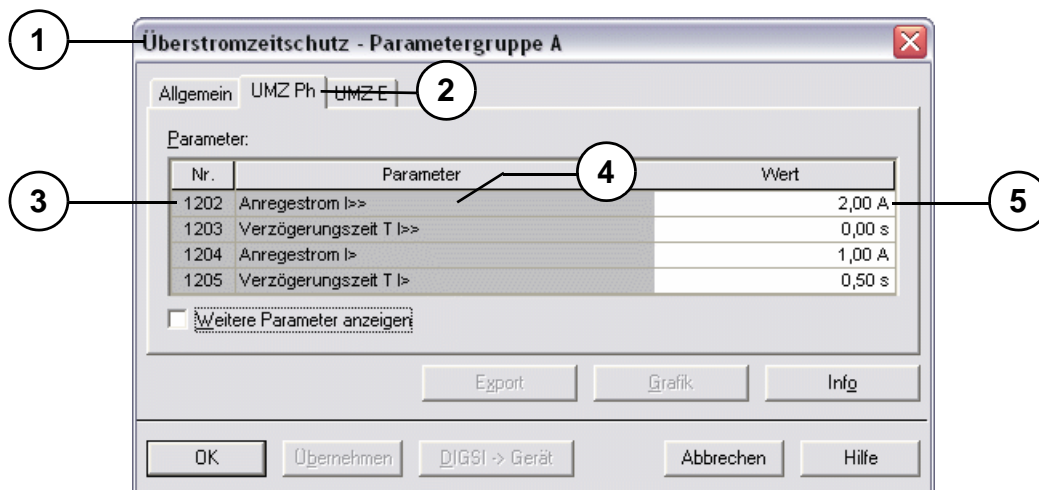 1 Überstromzeitschutz - Parametergruppe A
Allgemein UMZ Ph UMZ E 2
Parameter:
Nr. Parameter 4 Wert
3 1202 Anregestrom I>> 2,00 A 5
1203 Verzögerungszeit T I>> 0,00 s
1204 Anregestrom I> 1,00 A
1205 Verzögerungszeit T I> 0,50 s
Weitere Parameter anzeigen
Export Grafik Info
OK Übernehmen DIGSI -> Gerät Abbrechen Hilfe